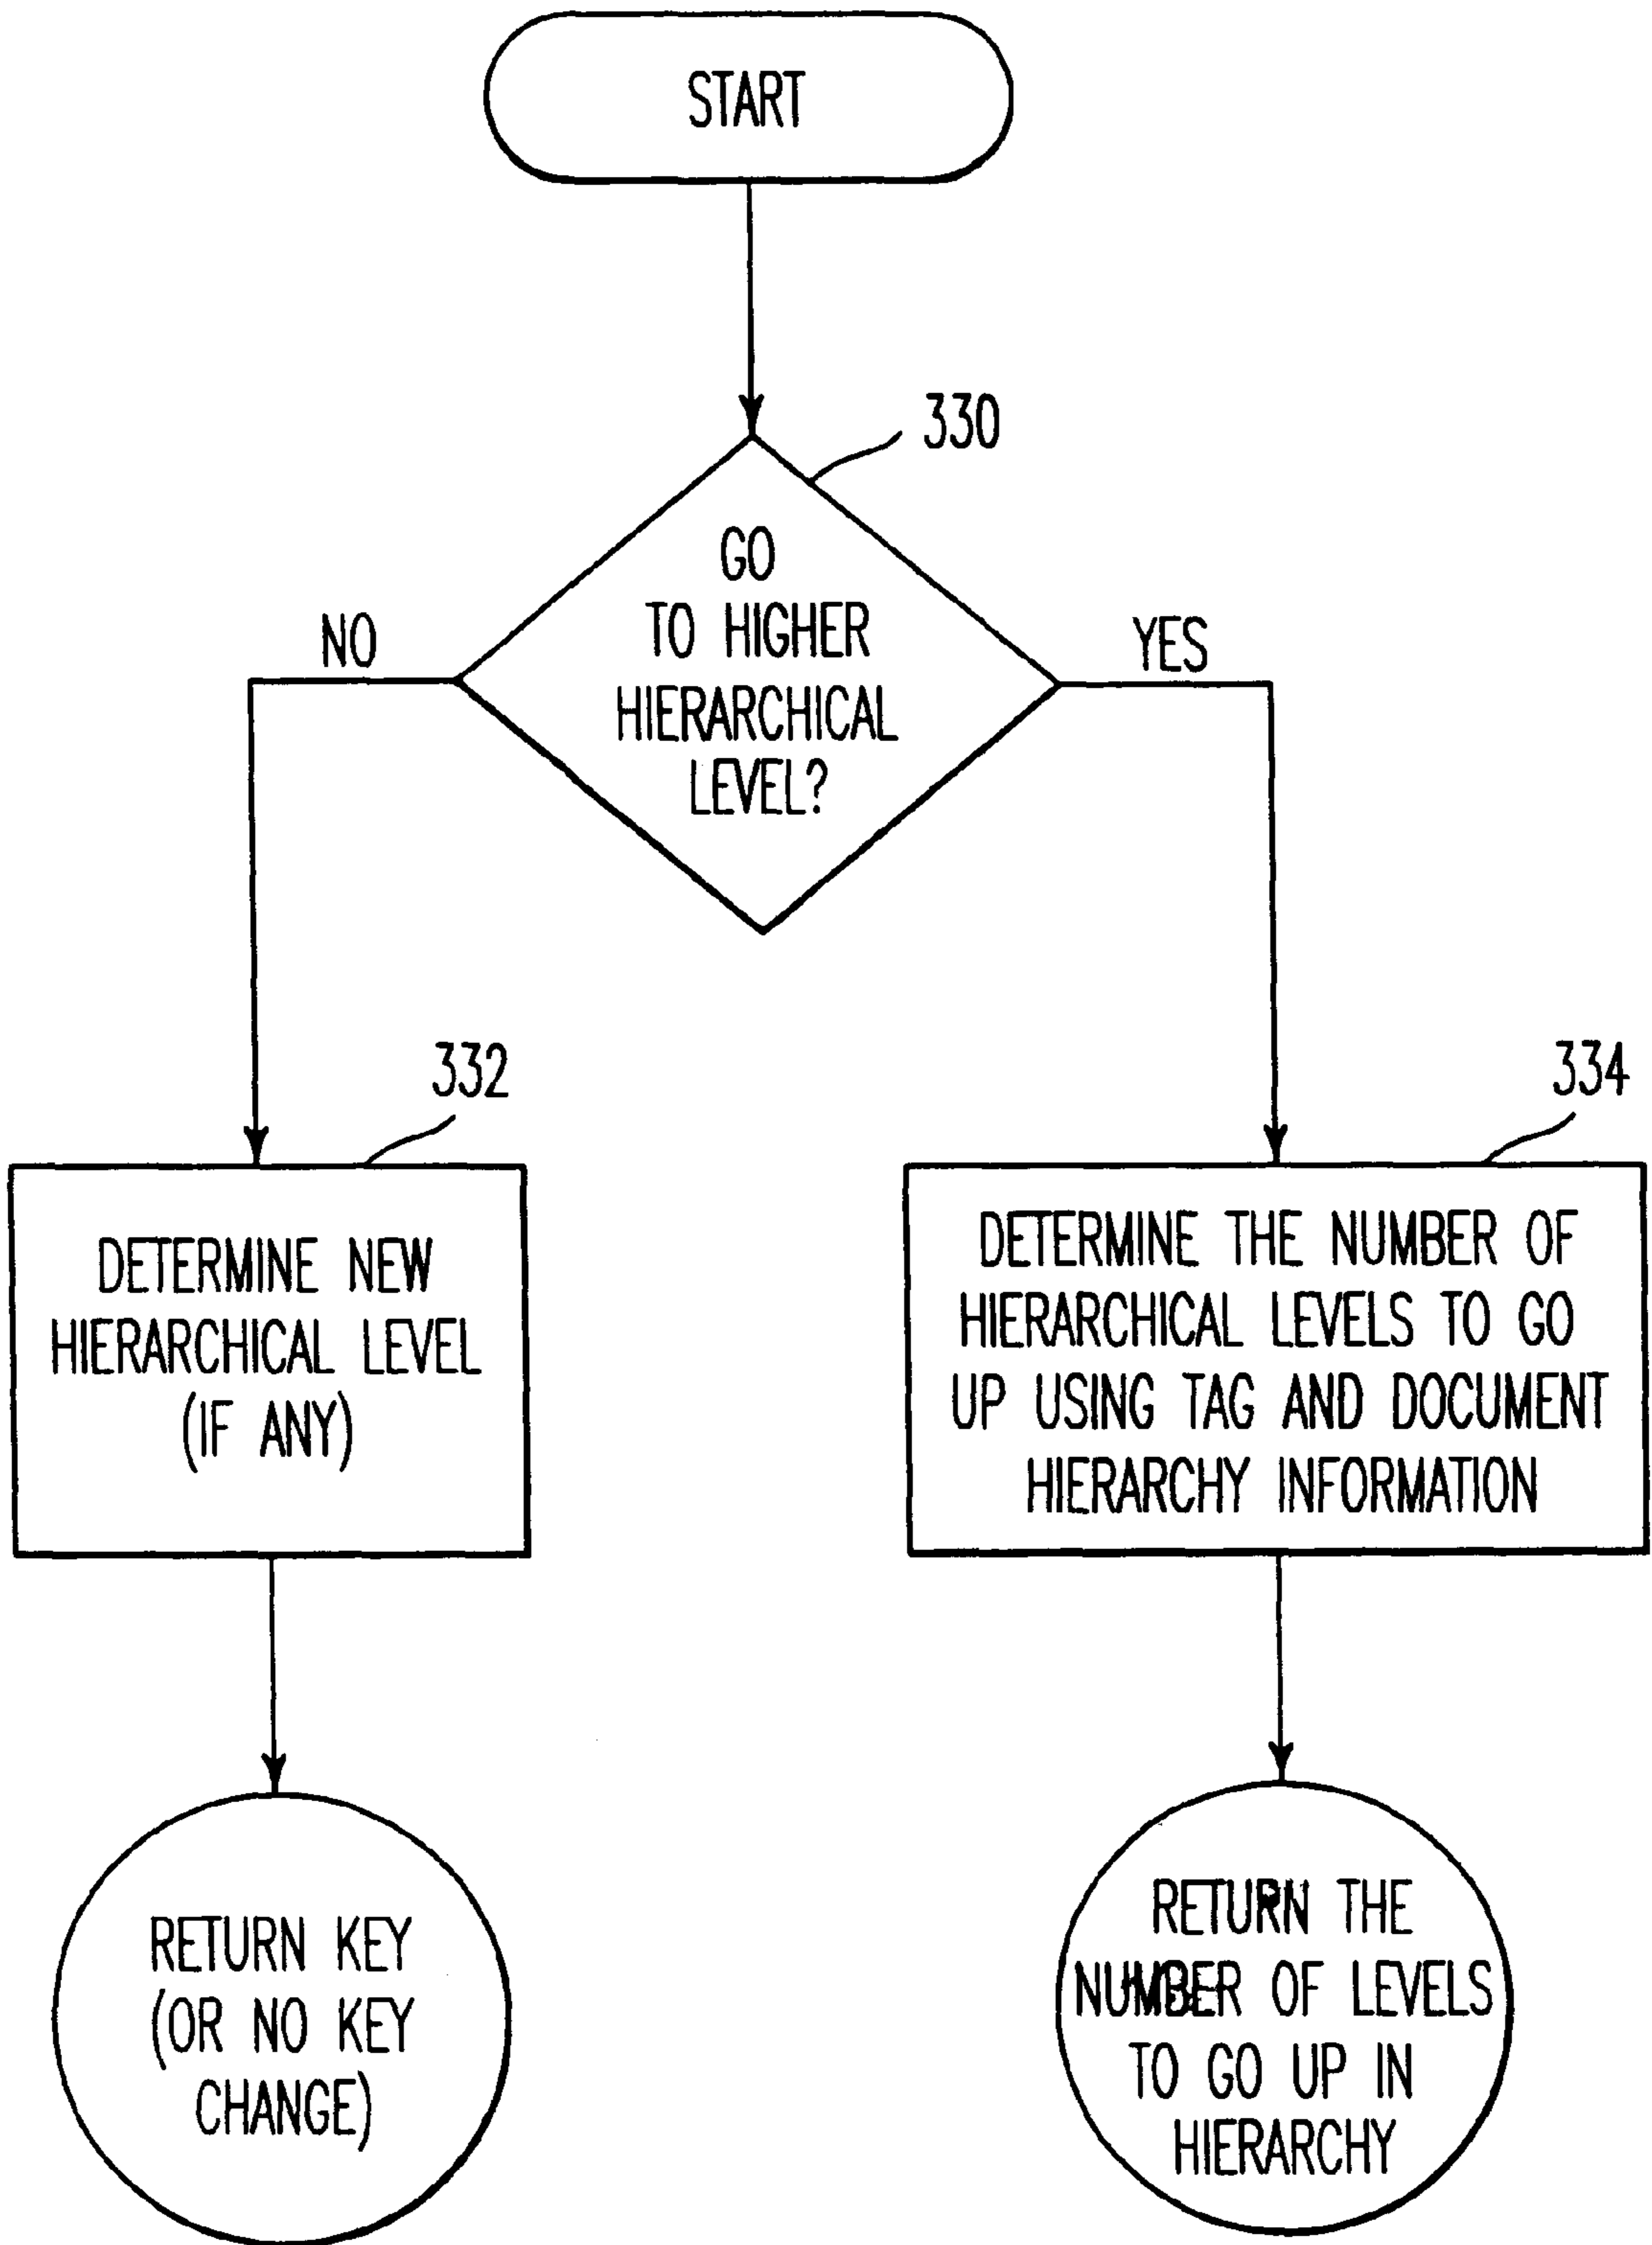 START
330
GO
TO HIGHER
HIERARCHICAL
LEVEL?
NO
YES
332
DETERMINE NEW
HIERARCHICAL LEVEL
(IF ANY)
334
DETERMINE THE NUMBER OF
HIERARCHICAL LEVELS TO GO
UP USING TAG AND DOCUMENT
HIERARCHY INFORMATION
RETURN KEY
(OR NO KEY
CHANGE)
RETURN THE
NUMBER OF LEVELS
TO GO UP IN
HIERARCHY